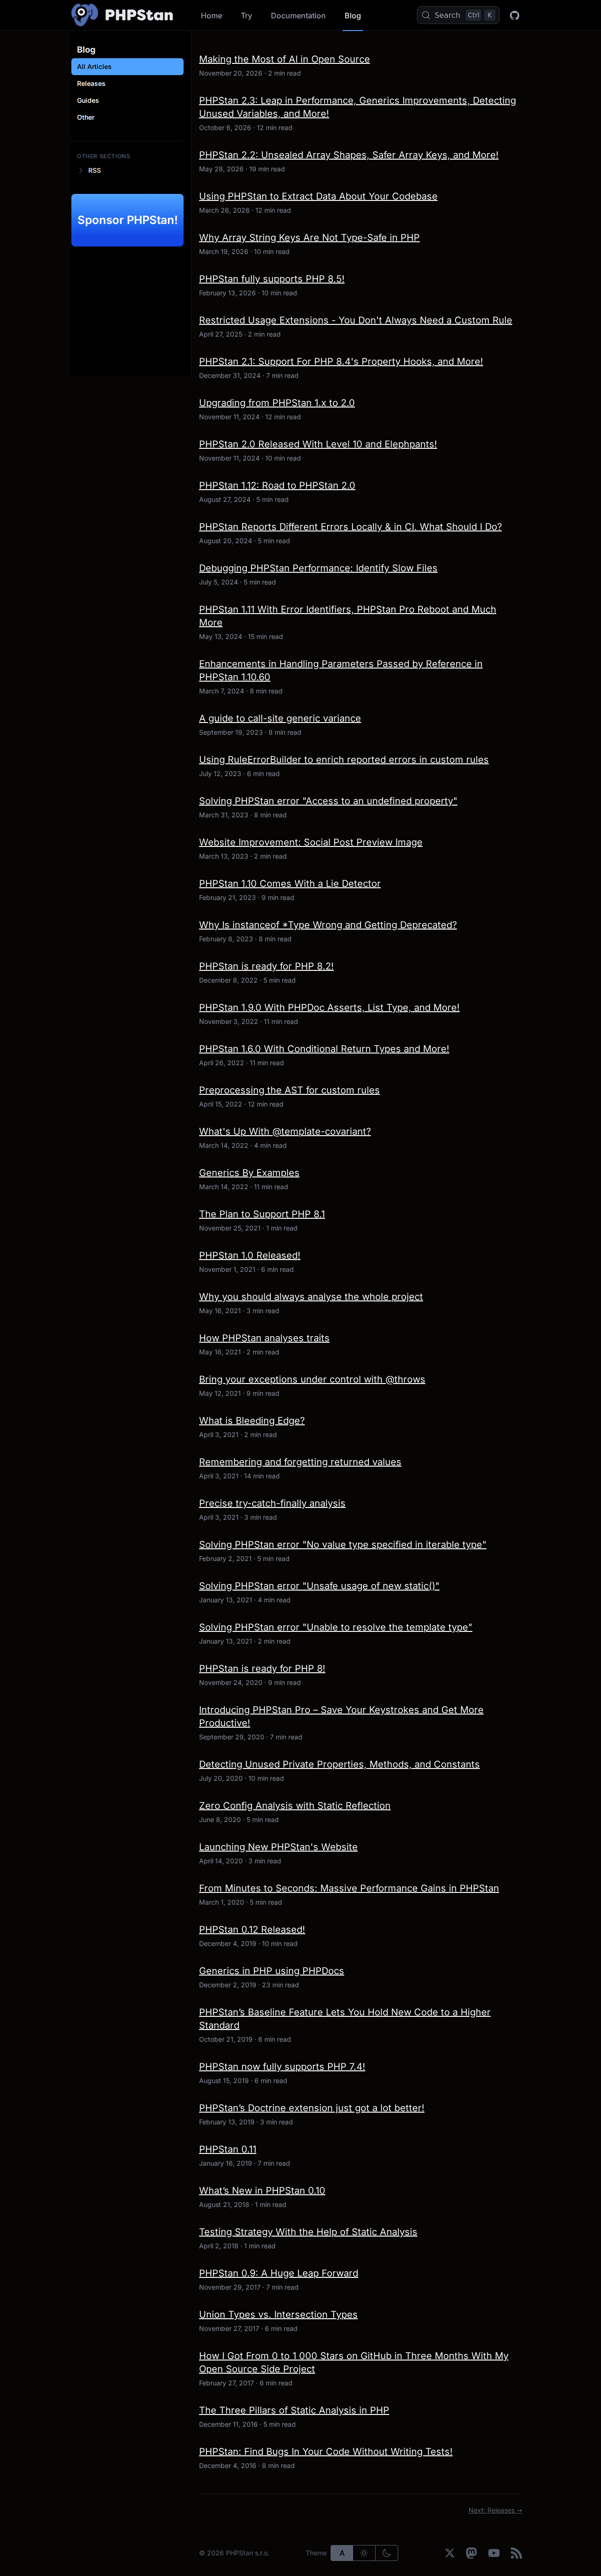 PHPStan
Home
Try
Documentation
Blog
Search
Ctrl
K
Blog
All Articles
Releases
Guides
Other
OTHER SECTIONS
RSS
Sponsor PHPStan!
Making the Most of AI in Open Source
November 20, 2026 · 2 min read
PHPStan 2.3: Leap in Performance, Generics Improvements, Detecting
Unused Variables, and More!
October 6, 2026 · 12 min read
PHPStan 2.2: Unsealed Array Shapes, Safer Array Keys, and More!
May 28, 2026 · 19 min read
Using PHPStan to Extract Data About Your Codebase
March 26, 2026 · 12 min read
Why Array String Keys Are Not Type-Safe in PHP
March 19, 2026 · 10 min read
PHPStan fully supports PHP 8.5!
February 13, 2026 · 10 min read
Restricted Usage Extensions - You Don't Always Need a Custom Rule
April 27, 2025 · 2 min read
PHPStan 2.1: Support For PHP 8.4's Property Hooks, and More!
December 31, 2024 · 7 min read
Upgrading from PHPStan 1.x to 2.0
November 11, 2024 · 12 min read
PHPStan 2.0 Released With Level 10 and Elephpants!
November 11, 2024 · 10 min read
PHPStan 1.12: Road to PHPStan 2.0
August 27, 2024 · 5 min read
PHPStan Reports Different Errors Locally & in CI. What Should I Do?
August 20, 2024 · 5 min read
Debugging PHPStan Performance: Identify Slow Files
July 5, 2024 · 5 min read
PHPStan 1.11 With Error Identifiers, PHPStan Pro Reboot and Much
More
May 13, 2024 · 15 min read
Enhancements in Handling Parameters Passed by Reference in
PHPStan 1.10.60
March 7, 2024 · 8 min read
A guide to call-site generic variance
September 19, 2023 · 8 min read
Using RuleErrorBuilder to enrich reported errors in custom rules
July 12, 2023 · 6 min read
Solving PHPStan error "Access to an undefined property"
March 31, 2023 · 8 min read
Website Improvement: Social Post Preview Image
March 13, 2023 · 2 min read
PHPStan 1.10 Comes With a Lie Detector
February 21, 2023 · 9 min read
Why Is instanceof *Type Wrong and Getting Deprecated?
February 8, 2023 · 8 min read
PHPStan is ready for PHP 8.2!
December 8, 2022 · 5 min read
PHPStan 1.9.0 With PHPDoc Asserts, List Type, and More!
November 3, 2022 · 11 min read
PHPStan 1.6.0 With Conditional Return Types and More!
April 26, 2022 · 11 min read
Preprocessing the AST for custom rules
April 15, 2022 · 12 min read
What's Up With @template-covariant?
March 14, 2022 · 4 min read
Generics By Examples
March 14, 2022 · 11 min read
The Plan to Support PHP 8.1
November 25, 2021 · 1 min read
PHPStan 1.0 Released!
November 1, 2021 · 6 min read
Why you should always analyse the whole project
May 16, 2021 · 3 min read
How PHPStan analyses traits
May 16, 2021 · 2 min read
Bring your exceptions under control with @throws
May 12, 2021 · 9 min read
What is Bleeding Edge?
April 3, 2021 · 2 min read
Remembering and forgetting returned values
April 3, 2021 · 14 min read
Precise try-catch-finally analysis
April 3, 2021 · 3 min read
Solving PHPStan error "No value type specified in iterable type"
February 2, 2021 · 5 min read
Solving PHPStan error "Unsafe usage of new static()"
January 13, 2021 · 4 min read
Solving PHPStan error "Unable to resolve the template type"
January 13, 2021 · 2 min read
PHPStan is ready for PHP 8!
November 24, 2020 · 9 min read
Introducing PHPStan Pro – Save Your Keystrokes and Get More
Productive!
September 29, 2020 · 7 min read
Detecting Unused Private Properties, Methods, and Constants
July 20, 2020 · 10 min read
Zero Config Analysis with Static Reflection
June 8, 2020 · 5 min read
Launching New PHPStan's Website
April 14, 2020 · 3 min read
From Minutes to Seconds: Massive Performance Gains in PHPStan
March 1, 2020 · 5 min read
PHPStan 0.12 Released!
December 4, 2019 · 10 min read
Generics in PHP using PHPDocs
December 2, 2019 · 23 min read
PHPStan’s Baseline Feature Lets You Hold New Code to a Higher
Standard
October 21, 2019 · 6 min read
PHPStan now fully supports PHP 7.4!
August 15, 2019 · 6 min read
PHPStan’s Doctrine extension just got a lot better!
February 13, 2019 · 3 min read
PHPStan 0.11
January 16, 2019 · 7 min read
What’s New in PHPStan 0.10
August 21, 2018 · 1 min read
Testing Strategy With the Help of Static Analysis
April 2, 2018 · 1 min read
PHPStan 0.9: A Huge Leap Forward
November 29, 2017 · 7 min read
Union Types vs. Intersection Types
November 27, 2017 · 6 min read
How I Got From 0 to 1 000 Stars on GitHub in Three Months With My
Open Source Side Project
February 27, 2017 · 6 min read
The Three Pillars of Static Analysis in PHP
December 11, 2016 · 5 min read
PHPStan: Find Bugs In Your Code Without Writing Tests!
December 4, 2016 · 8 min read
Next: Releases →
© 2026 PHPStan s.r.o.
Theme
A